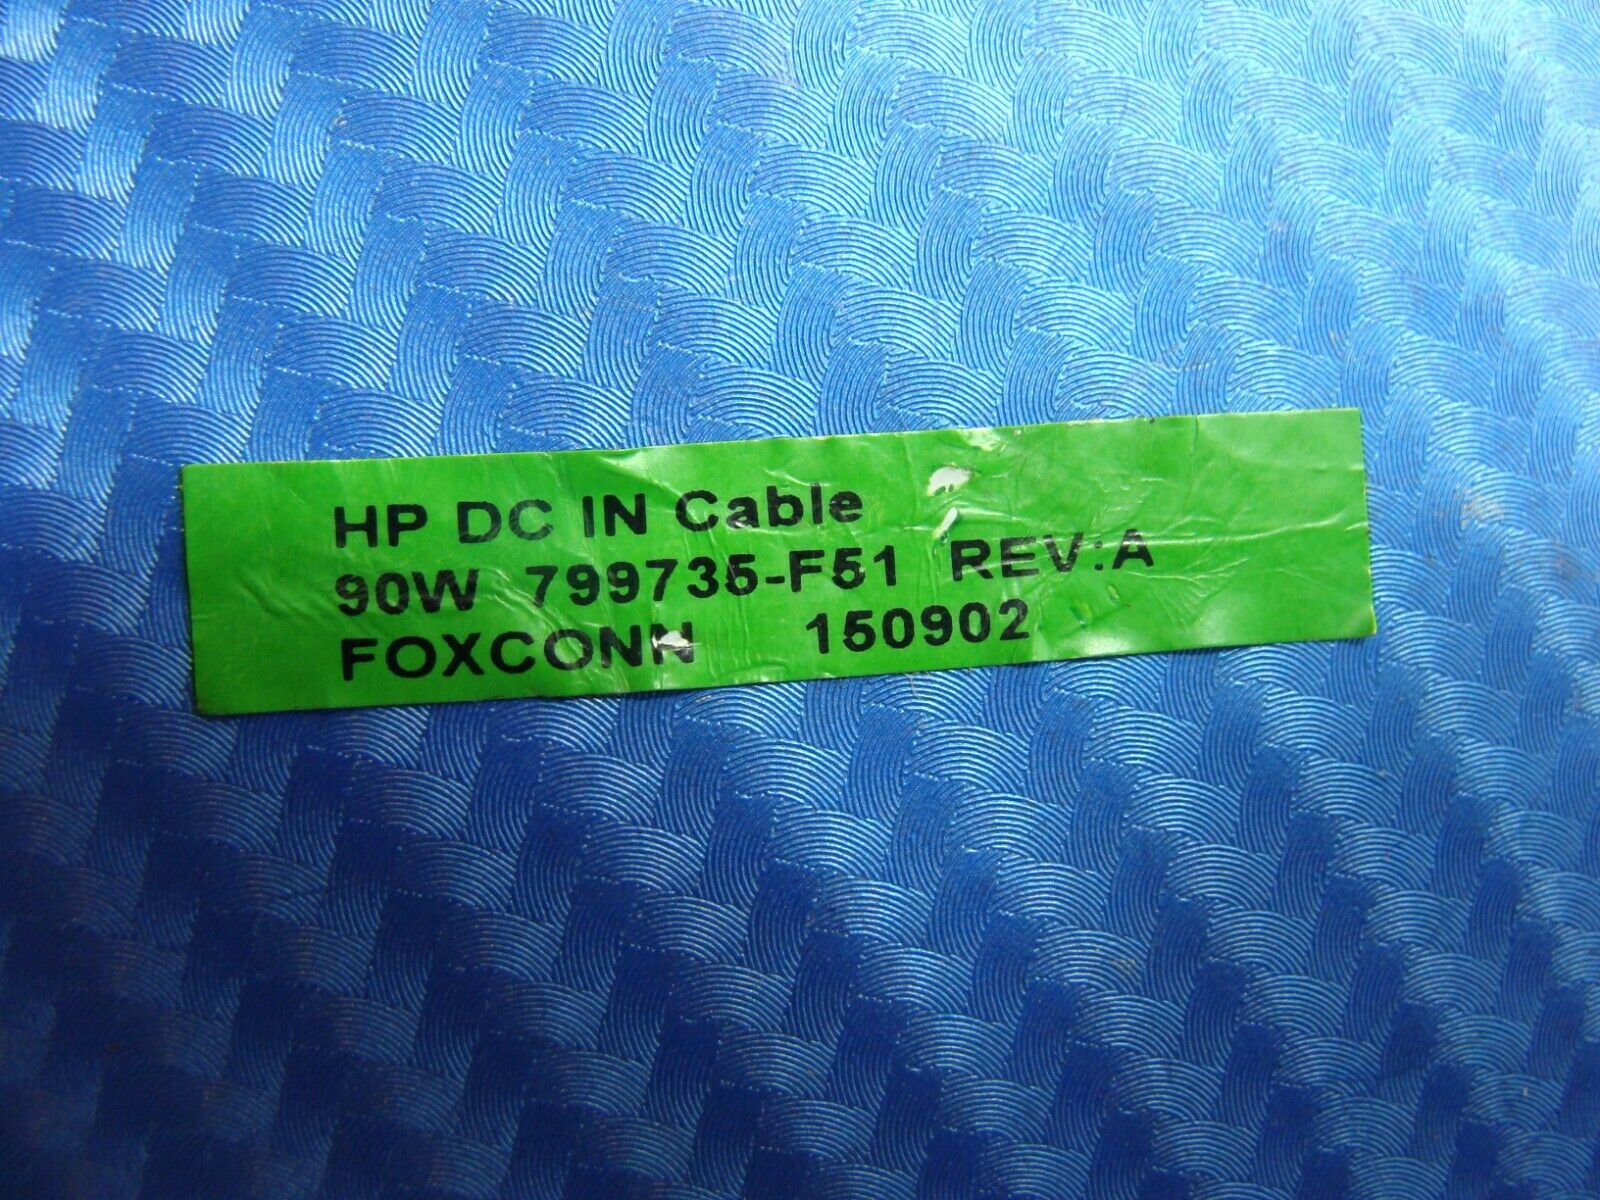 HP DC IN Cable
90W 799735-F51 REV:A
FOXCONN 150902